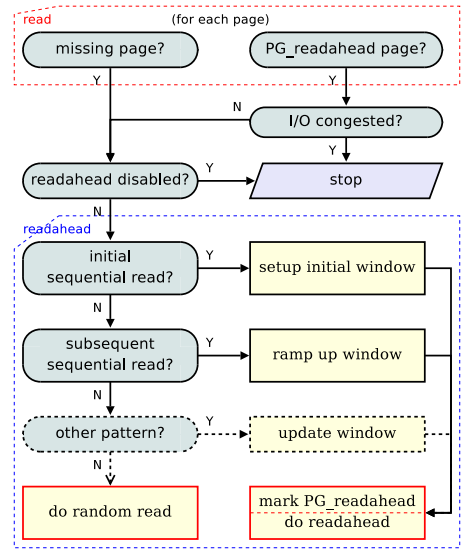 read
(for each page)
missing page?
PG_readahead page?
Y
Y
N
I/O congested?
Y
readahead disabled?
Y
stop
N
readahead
initial
sequential read?
Y
setup initial window
N
subsequent
sequential read?
Y
ramp up window
N
other pattern?
Y
update window
N
do random read
mark PG_readahead
do readahead